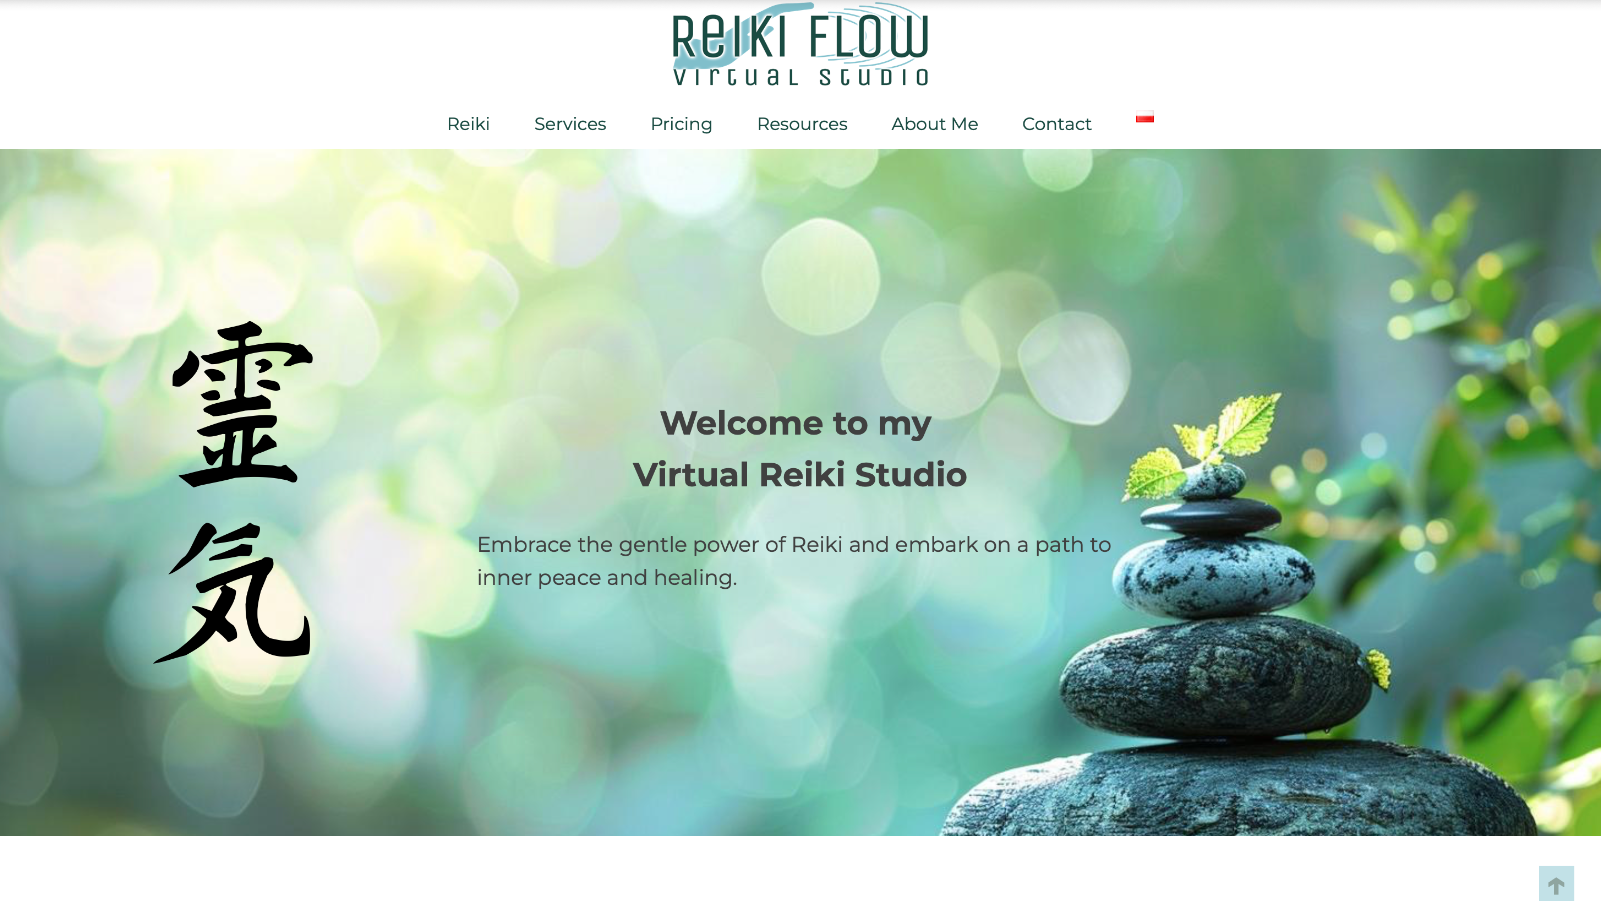 ReIKI FLOW
VIrtuaL StuDIO
Reiki
Services
Pricing
Resources
About Me
Contact
靈
気
Welcome to my
Virtual Reiki Studio
Embrace the gentle power of Reiki and embark on a path to
inner peace and healing.